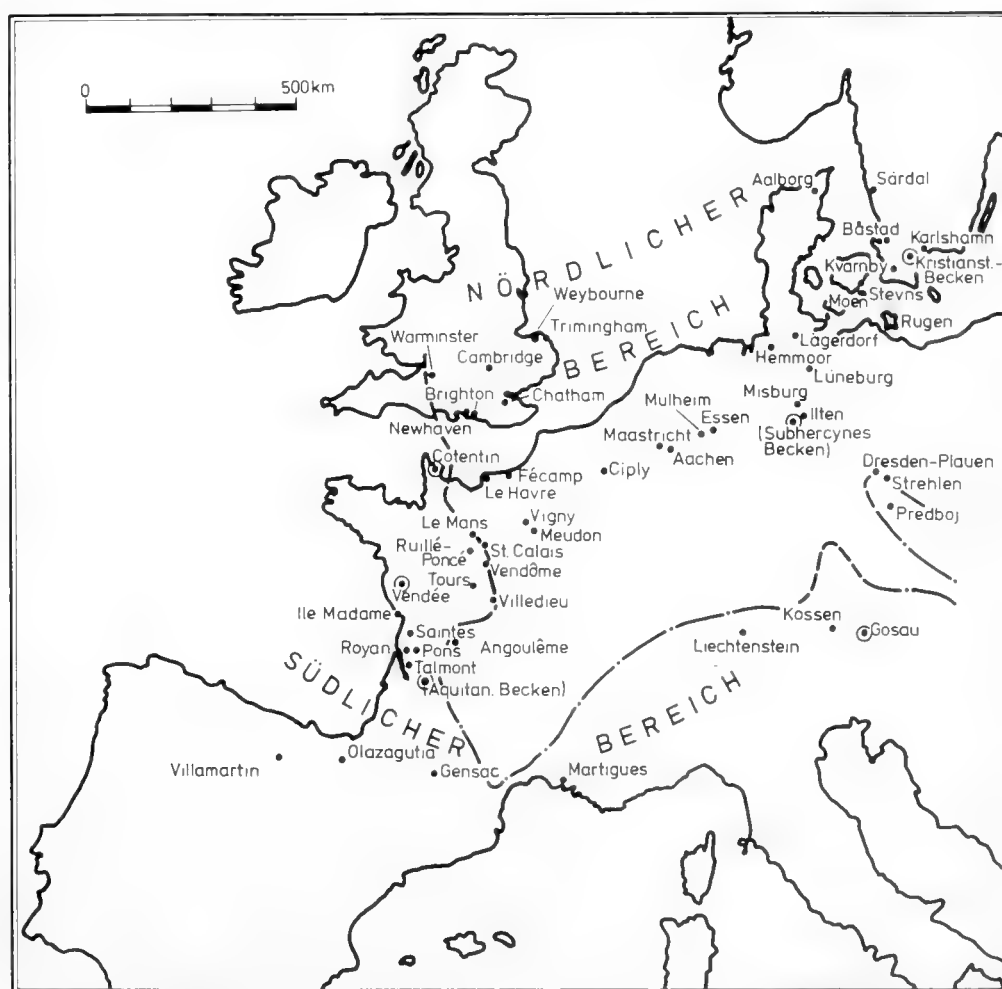 0 500km
Aalborg
Särdal
Båstad
Karlshamn
Kvarnby
Kristianst.-
Becken
Stevns
Moen
Rugen
NÖRDLICHER
BEREICH
Weybourne
Trimingham
Warminster
Cambridge
Lägerdorf
Hemmoor
Lüneburg
Brighton
Chatham
Misburg
Mulheim
Essen
Ilten
Newhaven
Maastricht
(Subhercynes
Becken)
Cotentin
Aachen
Fécamp
Ciply
Dresden-Plauen
Le Havre
Strehlen
Vigny
Predboj
Le Mans
Meudon
Ruillé-
Poncé
St. Calais
Vendôme
Tours
Vendée
Villedieu
Ile Madame
Kossen
Saintes
Gosau
Royan
Pons
Angoulême
Liechtenstein
Talmont
(Aquitan. Becken)
SÜDLICHER
BEREICH
Olazagutia
Villamartin
Gensac
Martigues